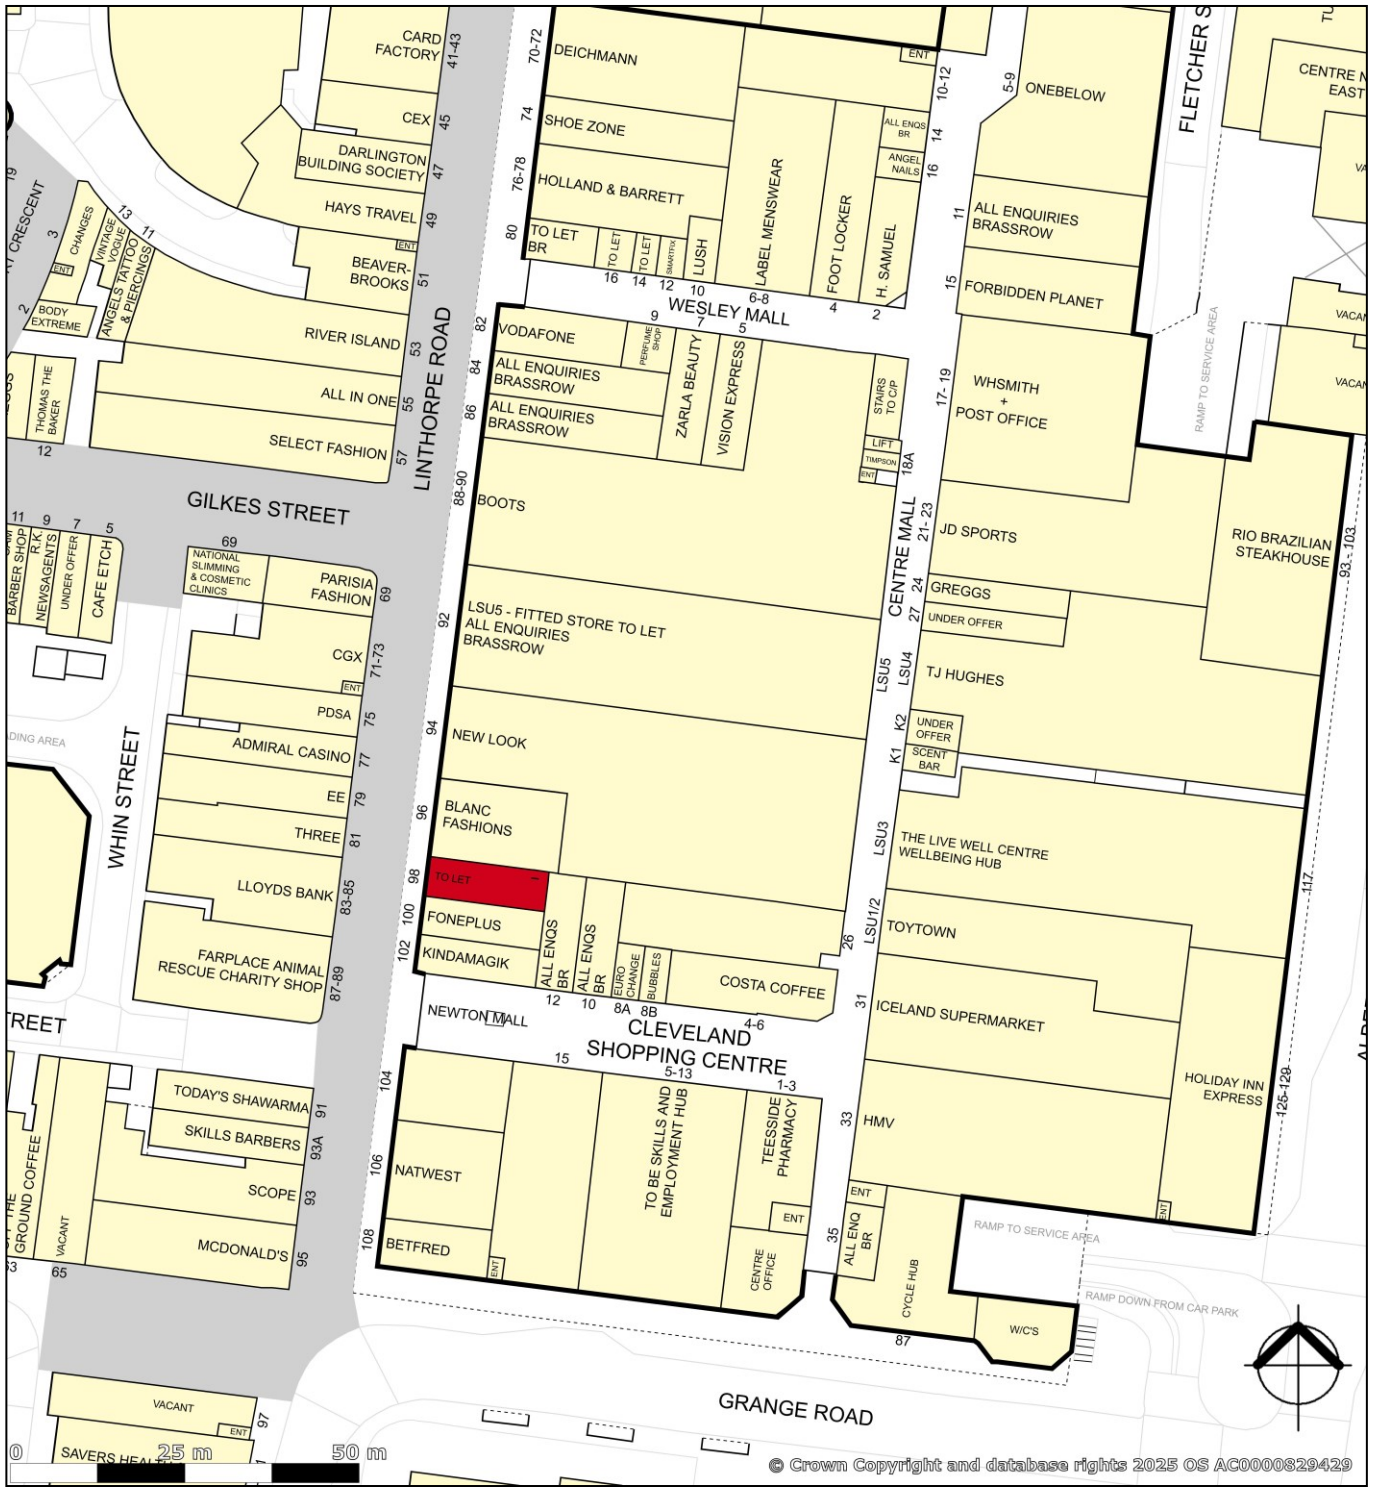 CARD
FACTORY
41-43
CEX
45
DARLINGTON
BUILDING SOCIETY
47
HAYS TRAVEL
49
ENT
BEAVER-
BROOKS
51
RIVER ISLAND
53
ALL IN ONE
55
SELECT FASHION
57
19
3
CHANGES
ENT
13
VINTAGE
VOGUE
11
ANGELS TATTOO
& PIERCINGS
2
BODY
EXTREME
THOMAS THE
BAKER
12
LINTHORPE ROAD
GILKES STREET
70-72
DEICHMANN
74
SHOE ZONE
76-78
HOLLAND & BARRETT
80
TO LET
BR
TO LET
16
TO LET
14
SMARTFIX
12
LUSH
10
LABEL MENSWEAR
6-8
FOOT LOCKER
4
H. SAMUEL
2
ENT
10-12
ALL ENQS
BR
14
ANGEL
NAILS
16
5-9
ONEBELOW
11
ALL ENQUIRIES
BRASSROW
15
FORBIDDEN PLANET
FLETCHER S
CENTRE N
EAST
RAMP TO SERVICE AREA
WESLEY MALL
82
VODAFONE
9
PERFUME
SHOP
7
ZARLA BEAUTY
5
VISION EXPRESS
84
ALL ENQUIRIES
BRASSROW
86
ALL ENQUIRIES
BRASSROW
STAIRS
TO C/P
LIFT
TIMPSON
ENT
18A
17- 19
WHSMITH
+
POST OFFICE
88-90
BOOTS
CENTRE MALL
21- 23
JD SPORTS
RIO BRAZILIAN
STEAKHOUSE
93 - 103
24
GREGGS
27
UNDER OFFER
92
LSU5 - FITTED STORE TO LET
ALL ENQUIRIES
BRASSROW
LSU5
LSU4
TJ HUGHES
K2
UNDER
OFFER
K1
SCENT
BAR
94
NEW LOOK
96
BLANC
FASHIONS
98
TO LET
100
FONEPLUS
102
KINDAMAGIK
ALL ENQS
BR
12
ALL ENQS
BR
10
EURO
CHANGE
8A
BUBBLES
8B
COSTA COFFEE
4-6
26
LSU3
THE LIVE WELL CENTRE
WELLBEING HUB
117
LSU1/2
TOYTOWN
31
ICELAND SUPERMARKET
HOLIDAY INN
EXPRESS
125-129
33
HMV
ENT
ENT
35
ALL ENQ
BR
CYCLE HUB
87
W/C'S
RAMP TO SERVICE AREA
RAMP DOWN FROM CAR PARK
NEWTON MALL
CLEVELAND
SHOPPING CENTRE
104
15
5-13
TO BE SKILLS AND
EMPLOYMENT HUB
1-3
TEESSIDE
PHARMACY
ENT
CENTRE
OFFICE
106
NATWEST
108
BETFRED
ENT
11
BARBER SHOP
9
R.K.
NEWSAGENTS
7
UNDER OFFER
5
CAFE ETCH
69
NATIONAL
SLIMMING
& COSMETIC
CLINICS
PARISIA
FASHION
69
CGX
71-73
ENT
PDSA
75
ADMIRAL CASINO
77
EE
79
THREE
81
LLOYDS BANK
83-85
FARPLACE ANIMAL
RESCUE CHARITY SHOP
87-89
WHIN STREET
TODAY'S SHAWARMA
91
SKILLS BARBERS
93A
SCOPE
93
MCDONALD'S
95
GROUND COFFEE
VACANT
65
VACANT
ENT
97
GRANGE ROAD
0
25 m
50 m
© Crown Copyright and database rights 2025 OS AC0000829429